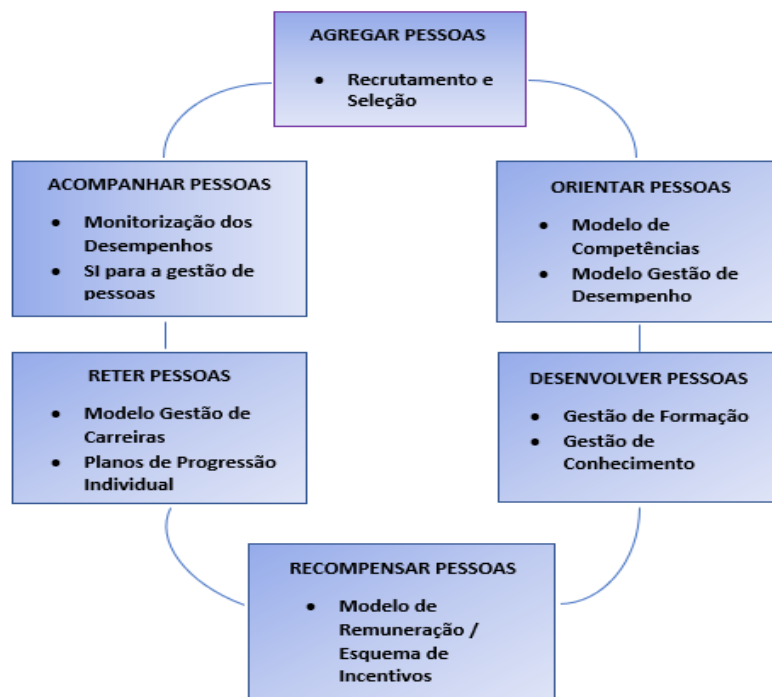 AGREGAR PESSOAS
• Recrutamento e
Seleção
ACOMPANHAR PESSOAS
• Monitorização dos
Desempenhos
• SI para a gestão de
pessoas
ORIENTAR PESSOAS
• Modelo de
Competências
• Modelo Gestão de
Desempenho
RETER PESSOAS
• Modelo Gestão de
Carreiras
• Planos de Progressão
Individual
DESENVOLVER PESSOAS
• Gestão de Formação
• Gestão de
Conhecimento
RECOMPENSAR PESSOAS
• Modelo de
Remuneração /
Esquema de
Incentivos